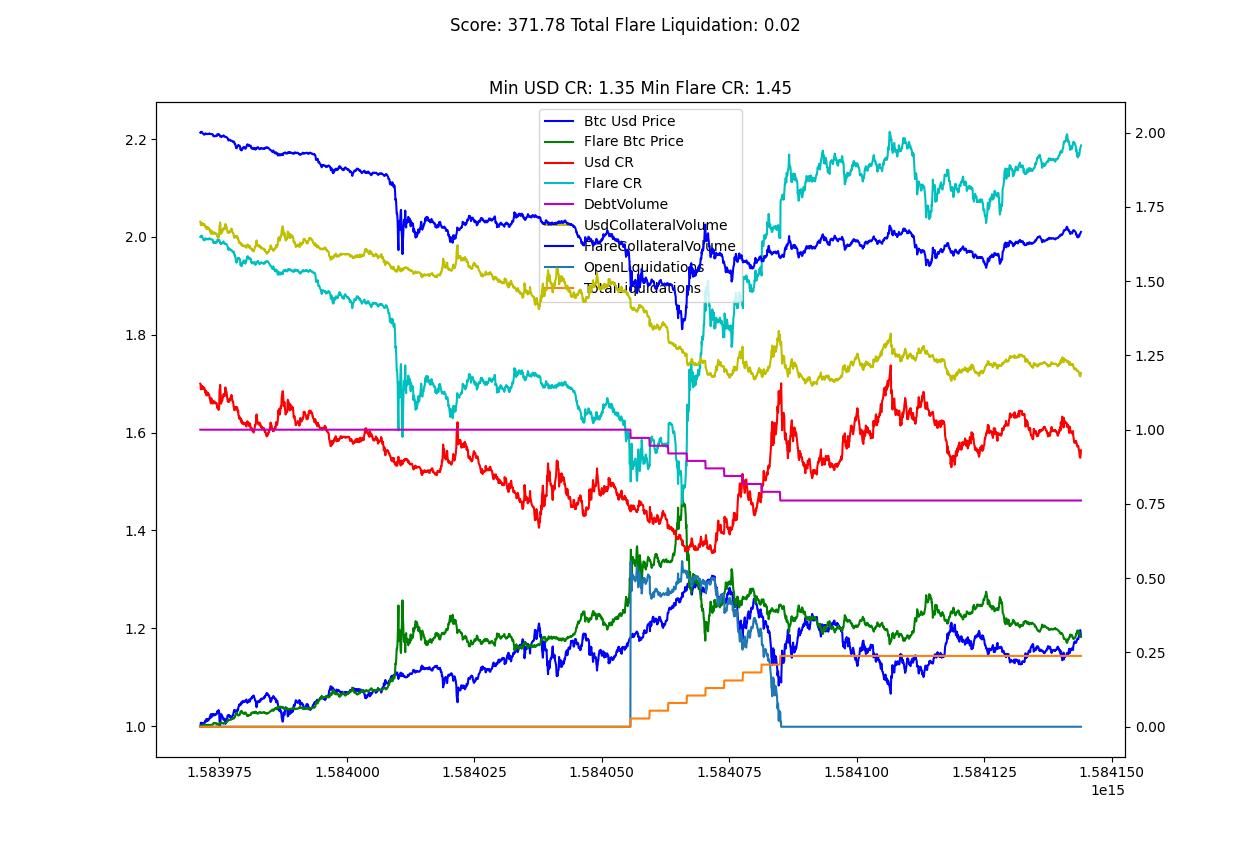 Score: 371.78 Total Flare Liquidation: 0.02
Min USD CR: 1.35 Min Flare CR: 1.45
Btc Usd Price
Flare Btc Price
Usd CR
Flare CR
DebtVolume
UsdCollateralVolume
FlareCollateralVolume
OpenLiquidations
TotalLiquidations
2.2
2.0
1.8
1.6
1.4
1.2
1.0
2.00
1.75
1.50
1.25
1.00
0.75
0.50
0.25
0.00
1.583975 1.584000 1.584025 1.584050 1.584075 1.584100 1.584125 1.584150
1e15